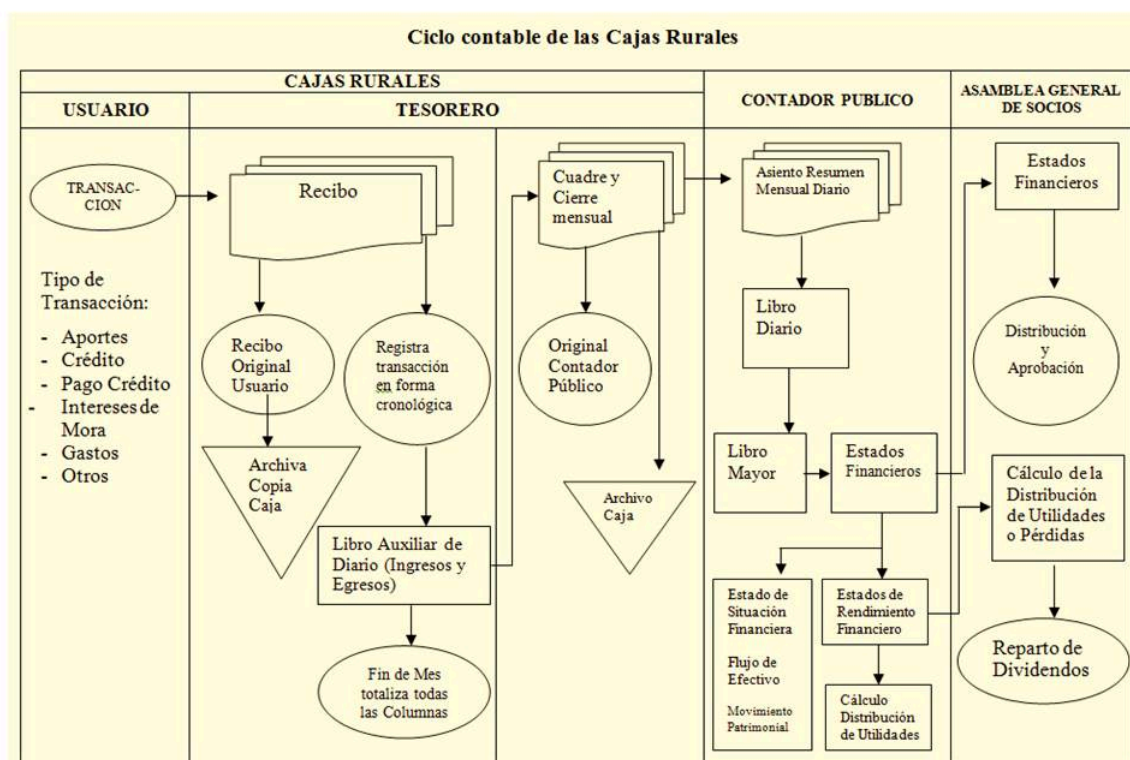 Ciclo contable de las Cajas Rurales
CAJAS RURALES
CONTADOR PUBLICO
ASAMBLEA GENERAL
DE SOCIOS
USUARIO
TESORERO
TRANSAC-
CION
Tipo de
Transacción:
- Aportes
- Crédito
- Pago Crédito
- Intereses de
Mora
- Gastos
- Otros
Recibo
Recibo
Original
Usuario
Archiva
Copia
Caja
Registra
transacción
en forma
cronológica
Libro Auxiliar de
Diario (Ingresos y
Egresos)
Fin de Mes
totaliza todas
las Columnas
Cuadre y
Cierre
mensual
Original
Contador
Público
Archivo
Caja
Asiento Resumen
Mensual Diario
Libro
Diario
Libro
Mayor
Estados
Financieros
Estado de
Situación
Financiera
Flujo de
Efectivo
Movimiento
Patrimonial
Estados de
Rendimiento
Financiero
Cálculo
Distribución
de Utilidades
Estados
Financieros
Distribución
y
Aprobación
Cálculo de la
Distribución
de Utilidades
o Pérdidas
Reparto de
Dividendos